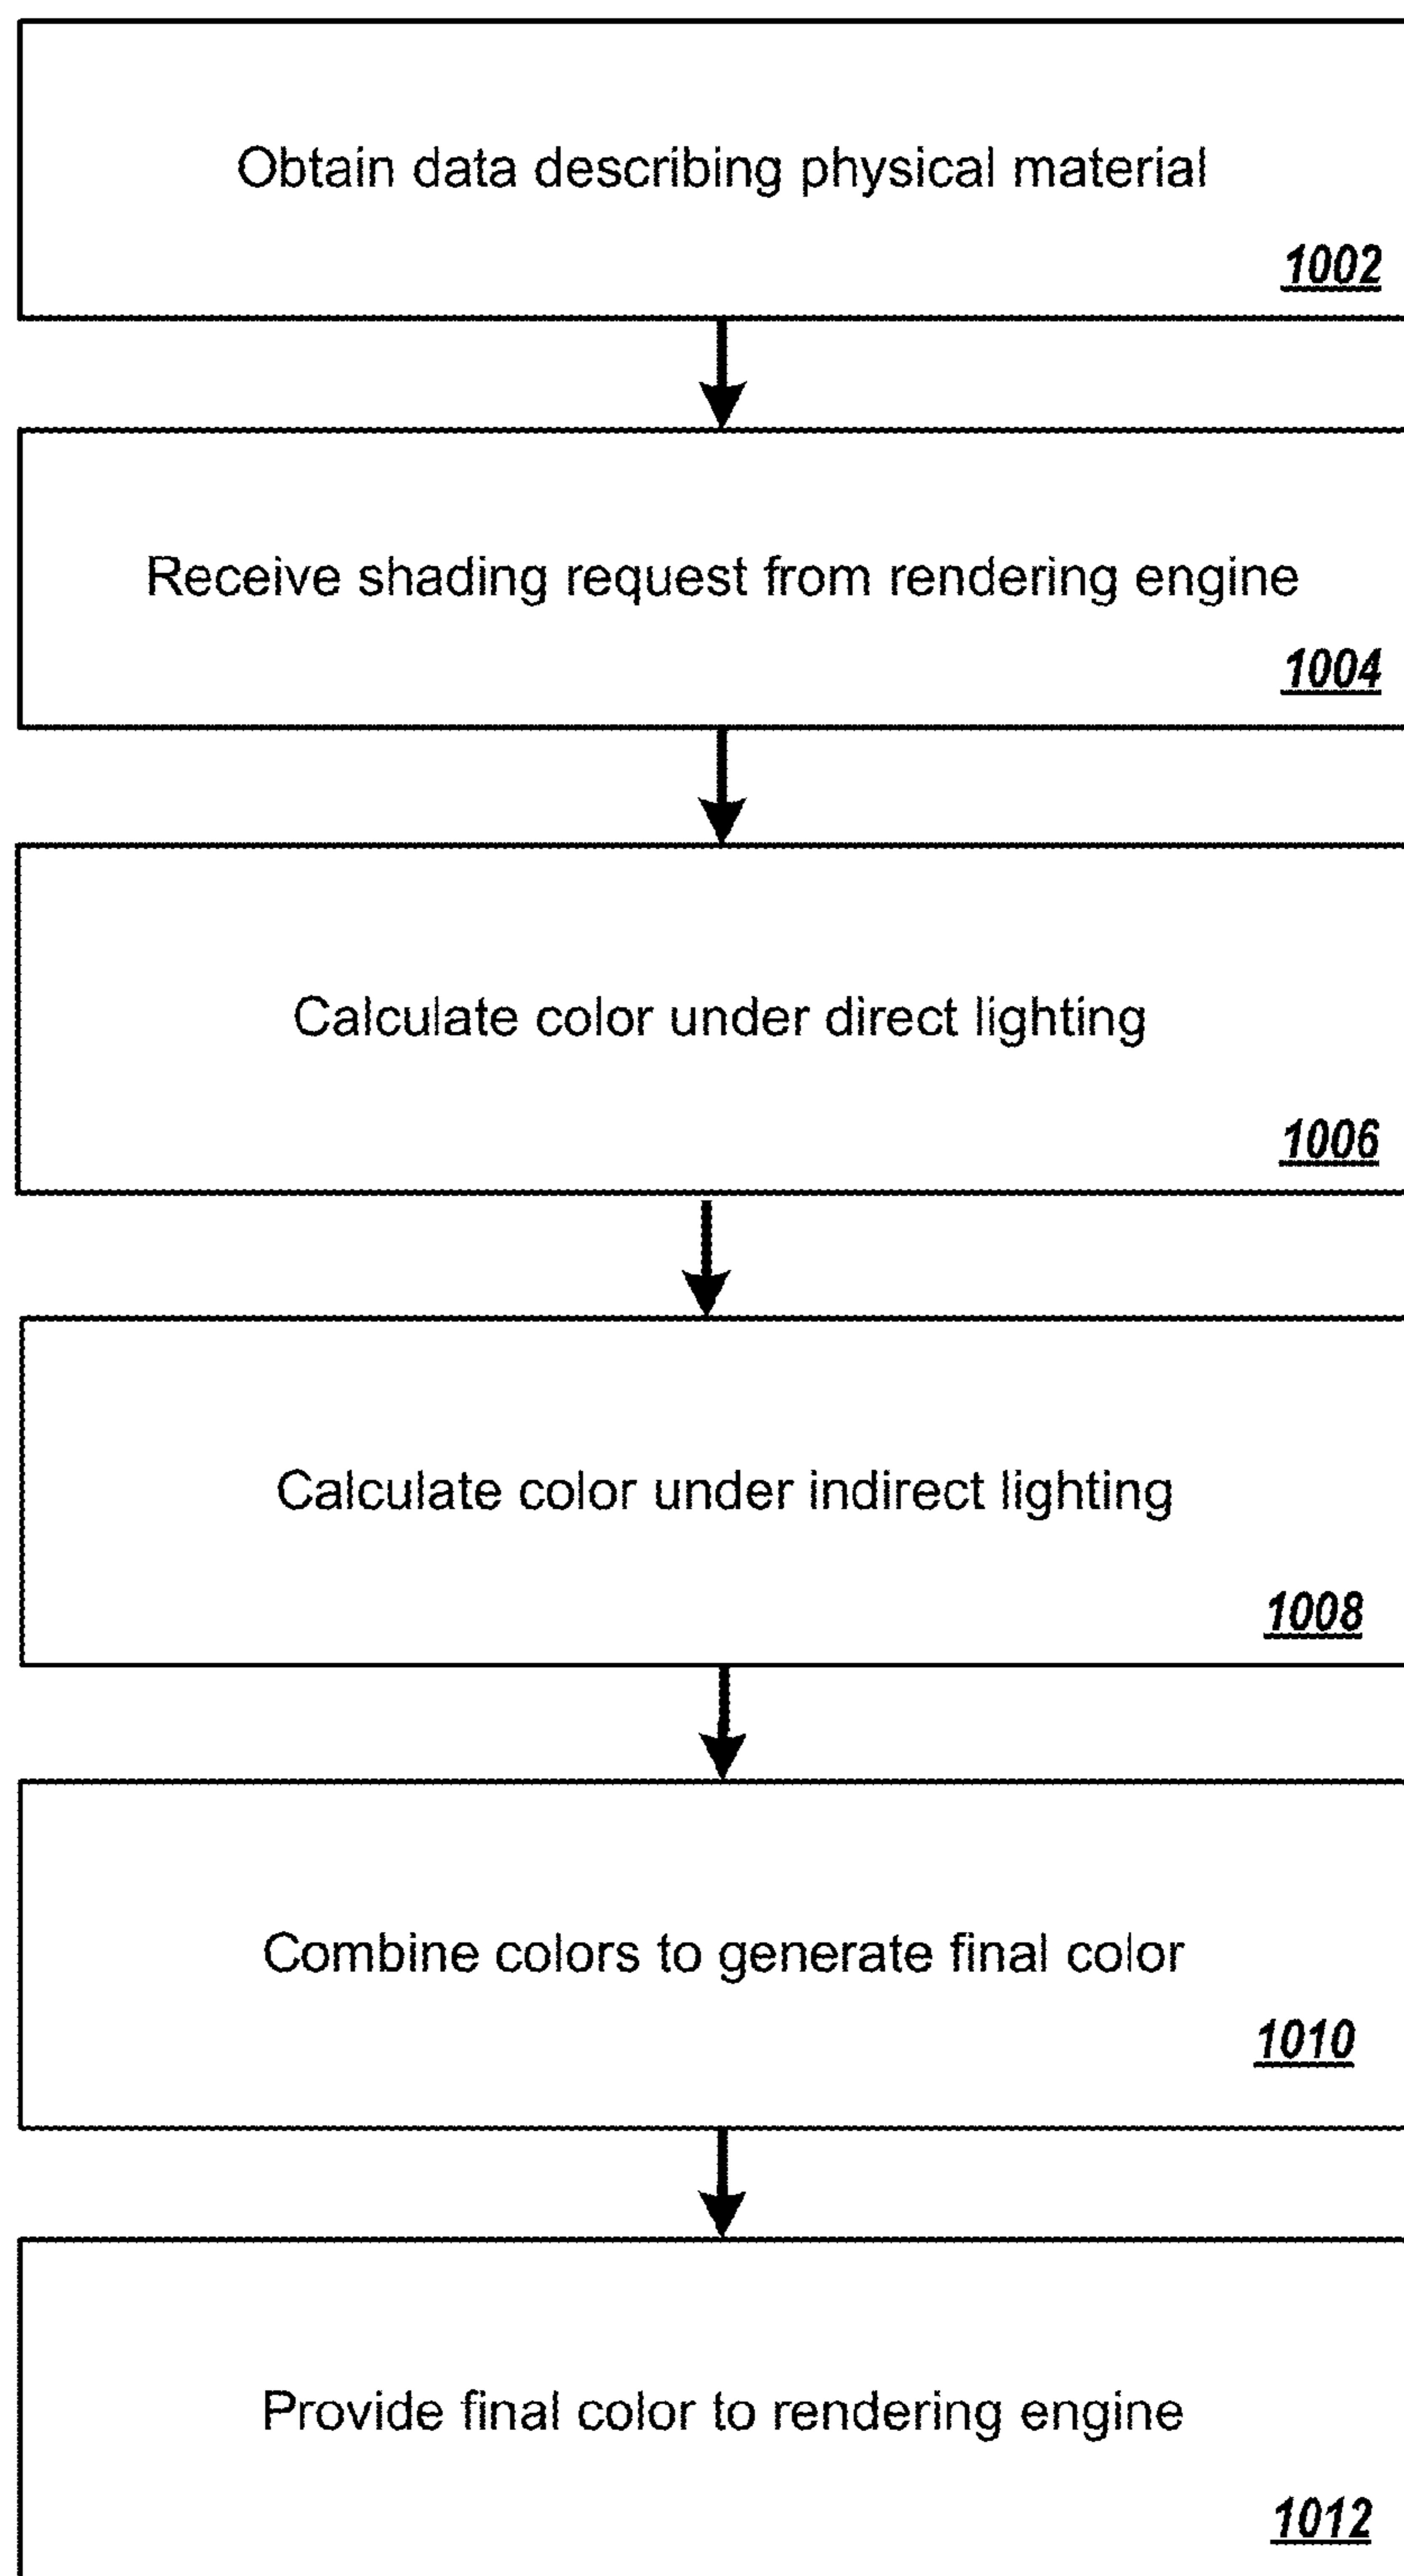 Obtain data describing physical material
1002
Receive shading request from rendering engine
1004
Calculate color under direct lighting
1006
Calculate color under indirect lighting
1008
Combine colors to generate final color
1010
Provide final color to rendering engine
1012